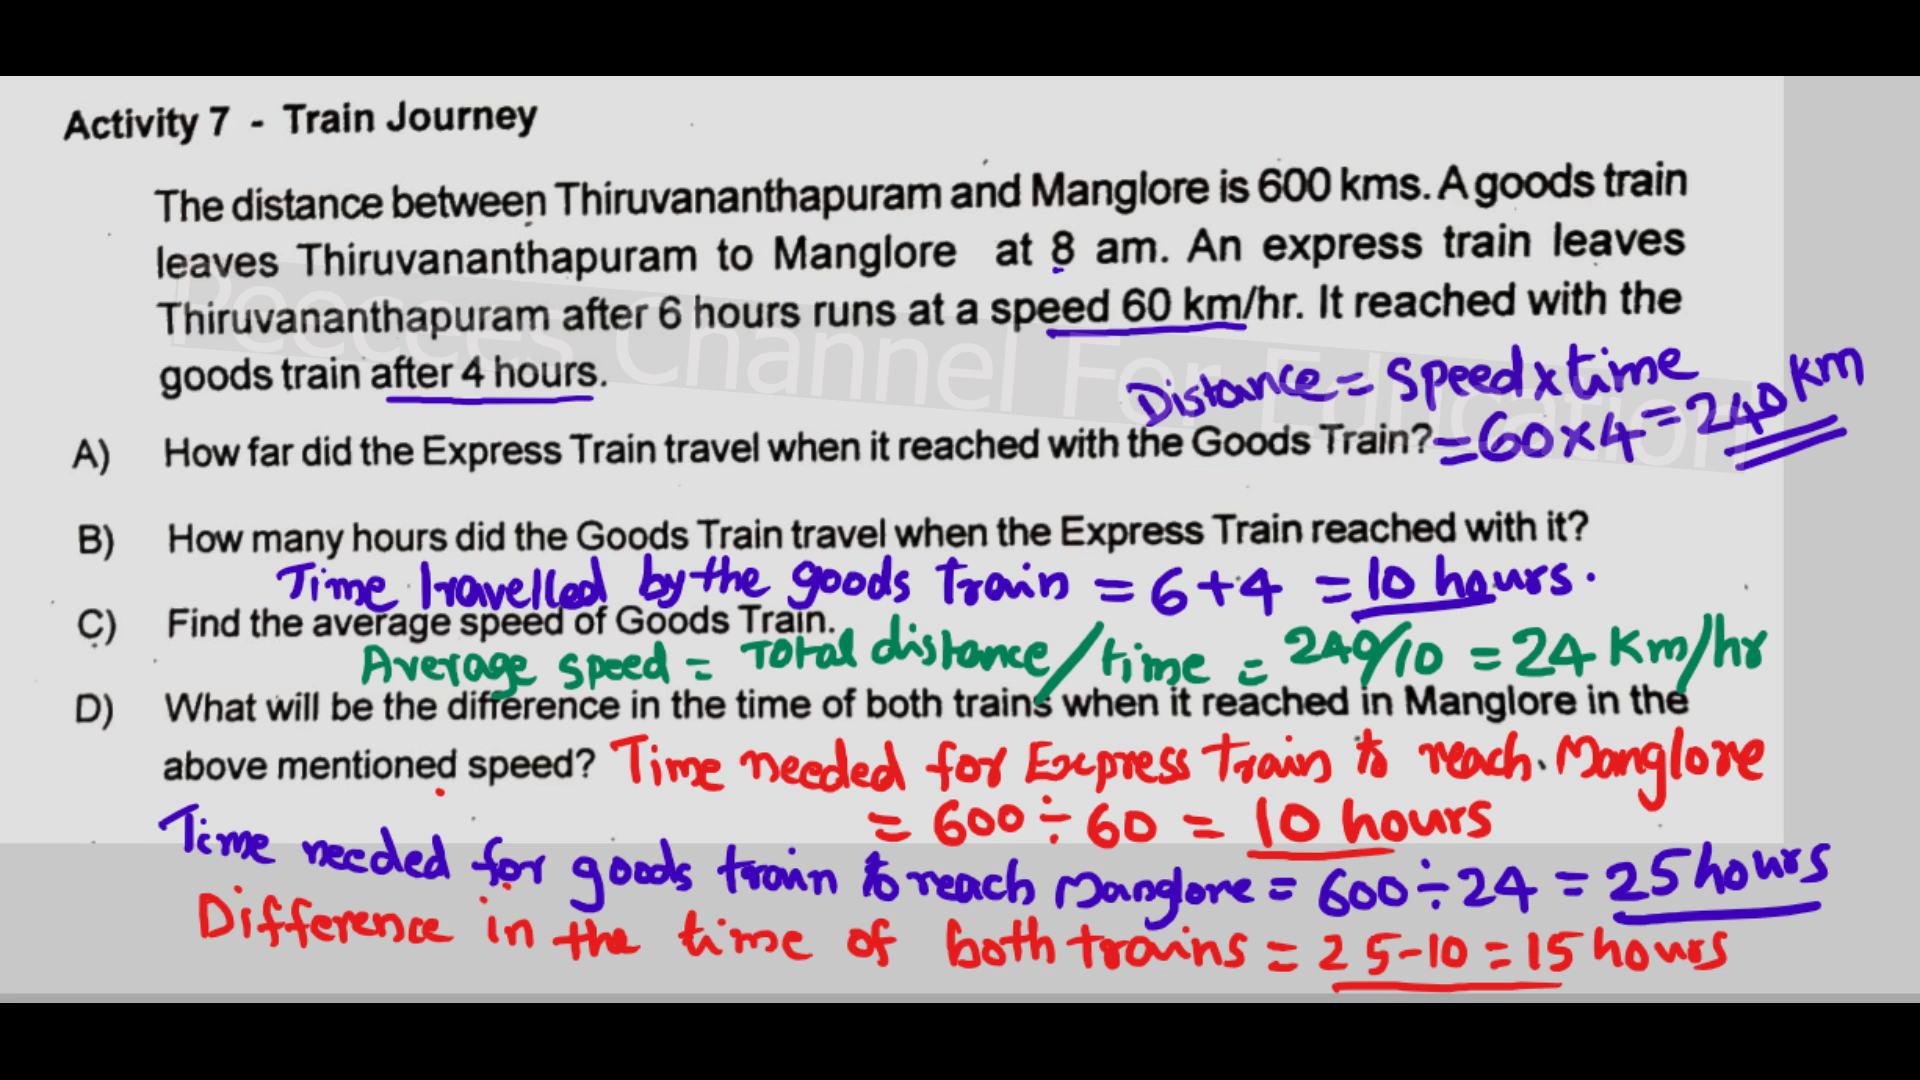 Activity 7 - Train Journey
The distance between Thiruvananthapuram and Manglore is 600 kms. A goods train
leaves Thiruvananthapuram to Manglore at 8 am. An express train leaves
Thiruvananthapuram after 6 hours runs at a speed 60 km/hr. It reached with the
goods train after 4 hours.
Peeeces Channel For Education
Distance = Speed x time
A) How far did the Express Train travel when it reached with the Goods Train? = 60 x 4 = 240 km
B) How many hours did the Goods Train travel when the Express Train reached with it?
Time travelled by the goods train = 6 + 4 = 10 hours.
C) Find the average speed of Goods Train.
Average speed = Total distance / time = 240/10 = 24 Km/hr
D) What will be the difference in the time of both trains when it reached in Manglore in the
above mentioned speed? Time needed for Express Train to reach Manglore
= 600 ÷ 60 = 10 hours
Time needed for goods train to reach Manglore = 600 ÷ 24 = 25 hours
Difference in the time of both trains = 25 - 10 = 15 hours